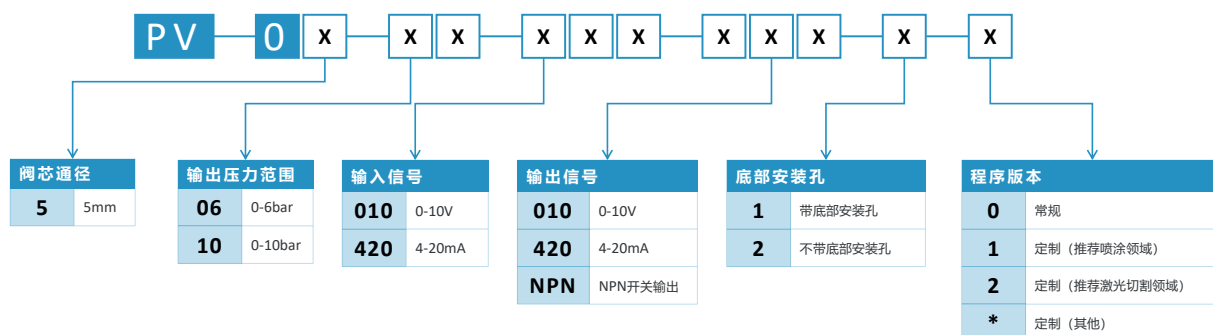 PV 0 X X X X X X X X X X X
阀芯通径
5 5mm
输出压力范围
06 0-6bar
10 0-10bar
输入信号
010 0-10V
420 4-20mA
输出信号
010 0-10V
420 4-20mA
NPN NPN开关输出
底部安装孔
1 带底部安装孔
2 不带底部安装孔
程序版本
0 常规
1 定制（推荐喷涂领域）
2 定制（推荐激光切割领域）
* 定制（其他）